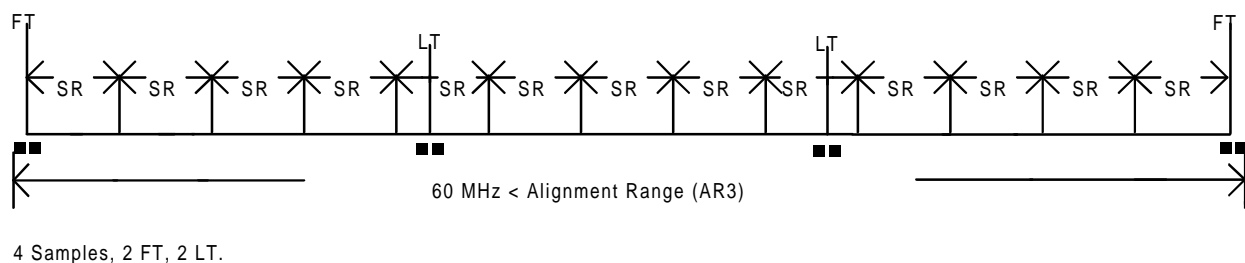 FT FT
LT LT
SR SR SR SR SR SR SR SR SR SR SR SR SR
60 MHz < Alignment Range (AR3)
4 Samples, 2 FT, 2 LT.